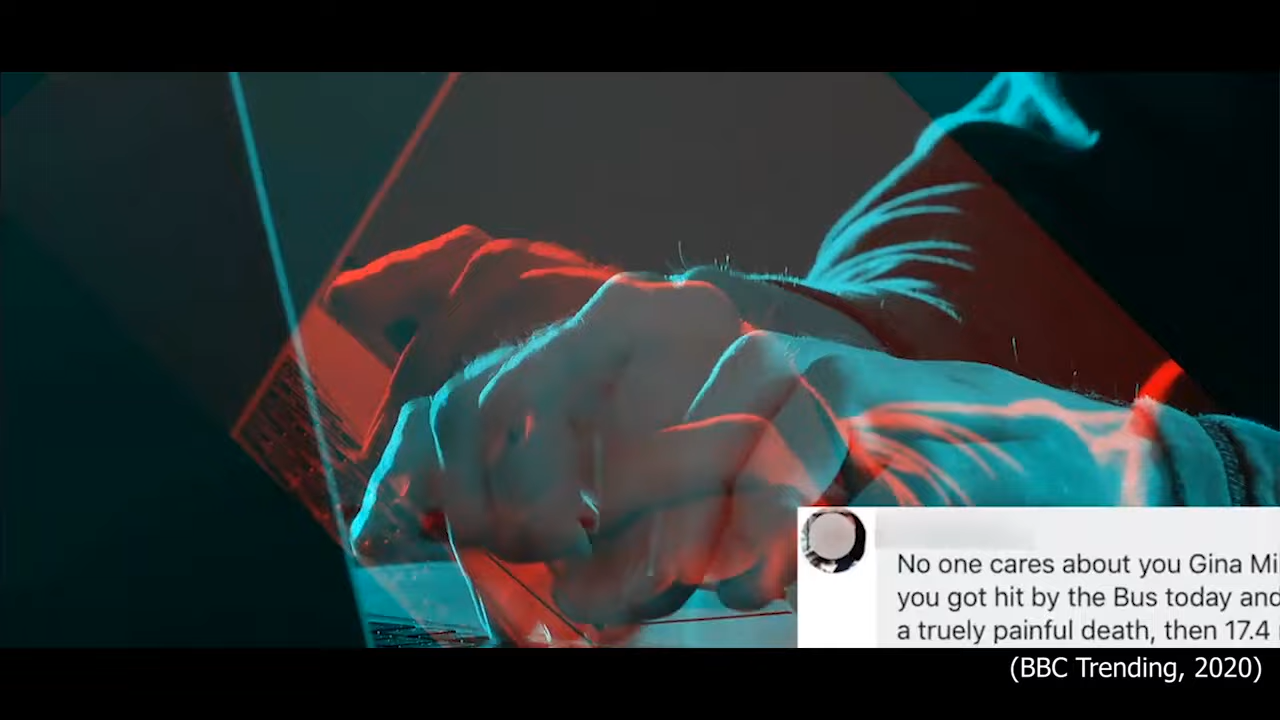 No one cares about you Gina Mi
you got hit by the Bus today and
a truely painful death, then 17.4
(BBC Trending, 2020)